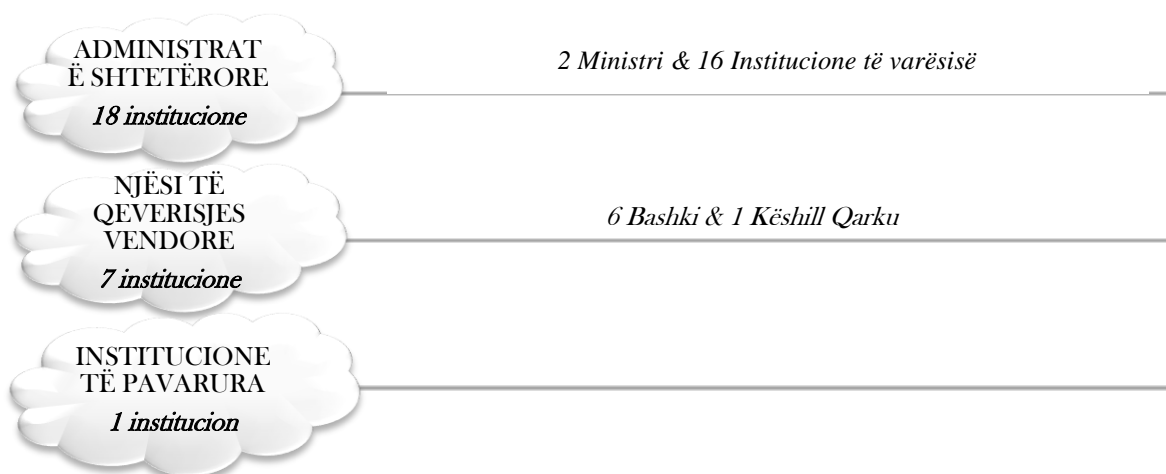 ADMINISTRAT
Ë SHTETËRORE
18 institucione
2 Ministri & 16 Institucione të varësisë
NJËSI TË
QEVERISJES
VENDORE
7 institucione
6 Bashki & 1 Këshill Qarku
INSTITUCIONE
TË PAVARURA
1 institucion